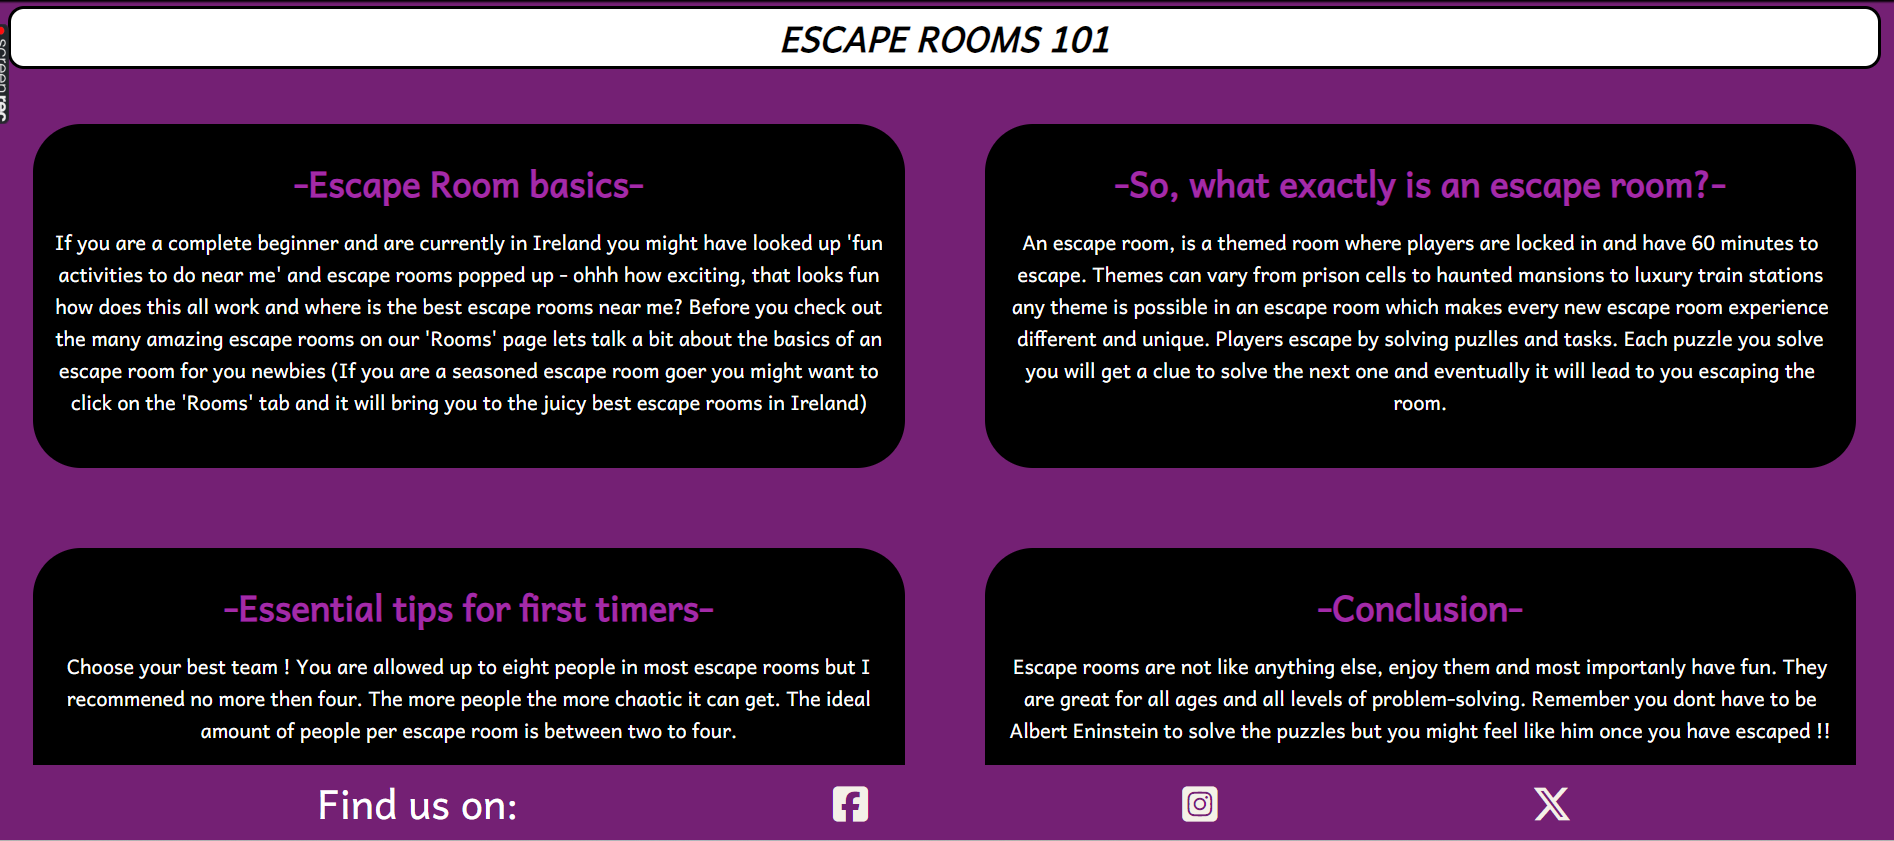 ESCAPE ROOMS 101
screenrec
-Escape Room basics-
If you are a complete beginner and are currently in Ireland you might have looked up 'fun
activities to do near me' and escape rooms popped up - ohhh how exciting, that looks fun
how does this all work and where is the best escape rooms near me? Before you check out
the many amazing escape rooms on our 'Rooms' page lets talk a bit about the basics of an
escape room for you newbies (If you are a seasoned escape room goer you might want to
click on the 'Rooms' tab and it will bring you to the juicy best escape rooms in Ireland)
-So, what exactly is an escape room?-
An escape room, is a themed room where players are locked in and have 60 minutes to
escape. Themes can vary from prison cells to haunted mansions to luxury train stations
any theme is possible in an escape room which makes every new escape room experience
different and unique. Players escape by solving puzlles and tasks. Each puzzle you solve
you will get a clue to solve the next one and eventually it will lead to you escaping the
room.
-Essential tips for first timers-
Choose your best team ! You are allowed up to eight people in most escape rooms but I
recommened no more then four. The more people the more chaotic it can get. The ideal
amount of people per escape room is between two to four.
-Conclusion-
Escape rooms are not like anything else, enjoy them and most importanly have fun. They
are great for all ages and all levels of problem-solving. Remember you dont have to be
Albert Eninstein to solve the puzzles but you might feel like him once you have escaped !!
Find us on: